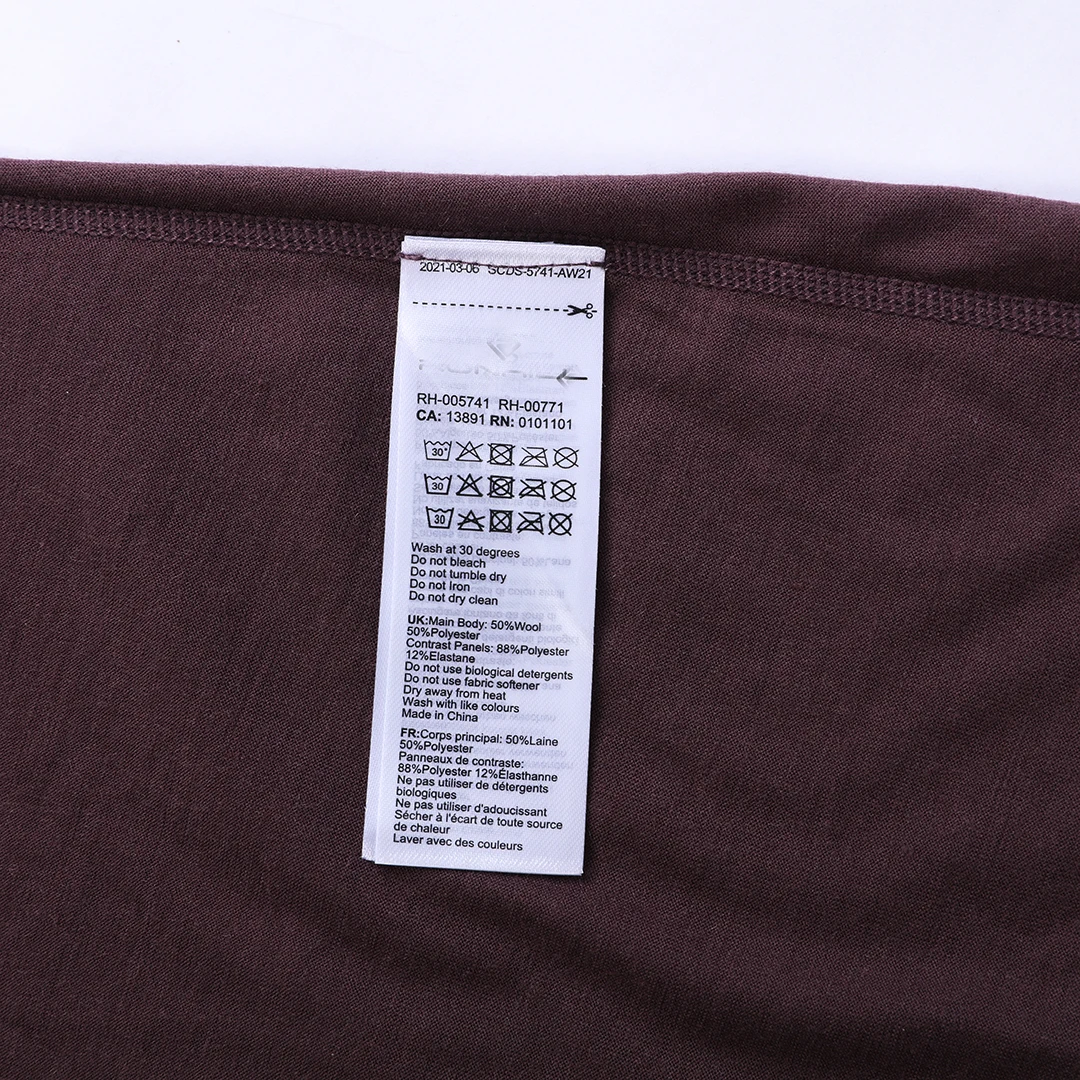 2021-03-06 SCDS-5741-AW21
RH-005741 RH-00771
CA: 13891 RN: 0101101
30°
30
30
Wash at 30 degrees
Do not bleach
Do not tumble dry
Do not Iron
Do not dry clean
UK:Main Body: 50%Wool
50%Polyester
Contrast Panels: 88%Polyester
12%Elastane
Do not use biological detergents
Do not use fabric softener
Dry away from heat
Wash with like colours
Made in China
FR:Corps principal: 50%Laine
50%Polyester
Panneaux de contraste:
88%Polyester 12%Élasthanne
Ne pas utiliser de détergents
biologiques
Ne pas utiliser d'adoucissant
Sécher à l'écart de toute source
de chaleur
Laver avec des couleurs